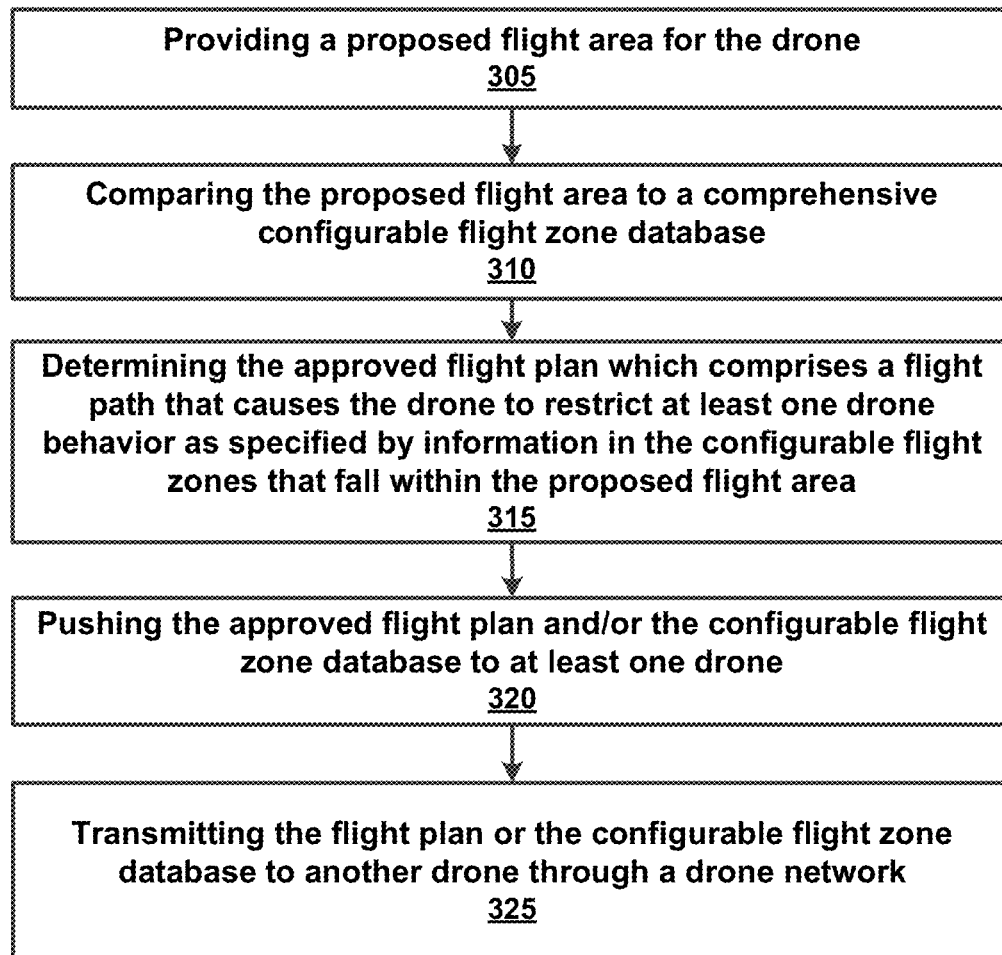 Providing a proposed flight area for the drone
305
Comparing the proposed flight area to a comprehensive
configurable flight zone database
310
Determining the approved flight plan which comprises a flight
path that causes the drone to restrict at least one drone
behavior as specified by information in the configurable flight
zones that fall within the proposed flight area
315
Pushing the approved flight plan and/or the configurable flight
zone database to at least one drone
320
Transmitting the flight plan or the configurable flight zone
database to another drone through a drone network
325